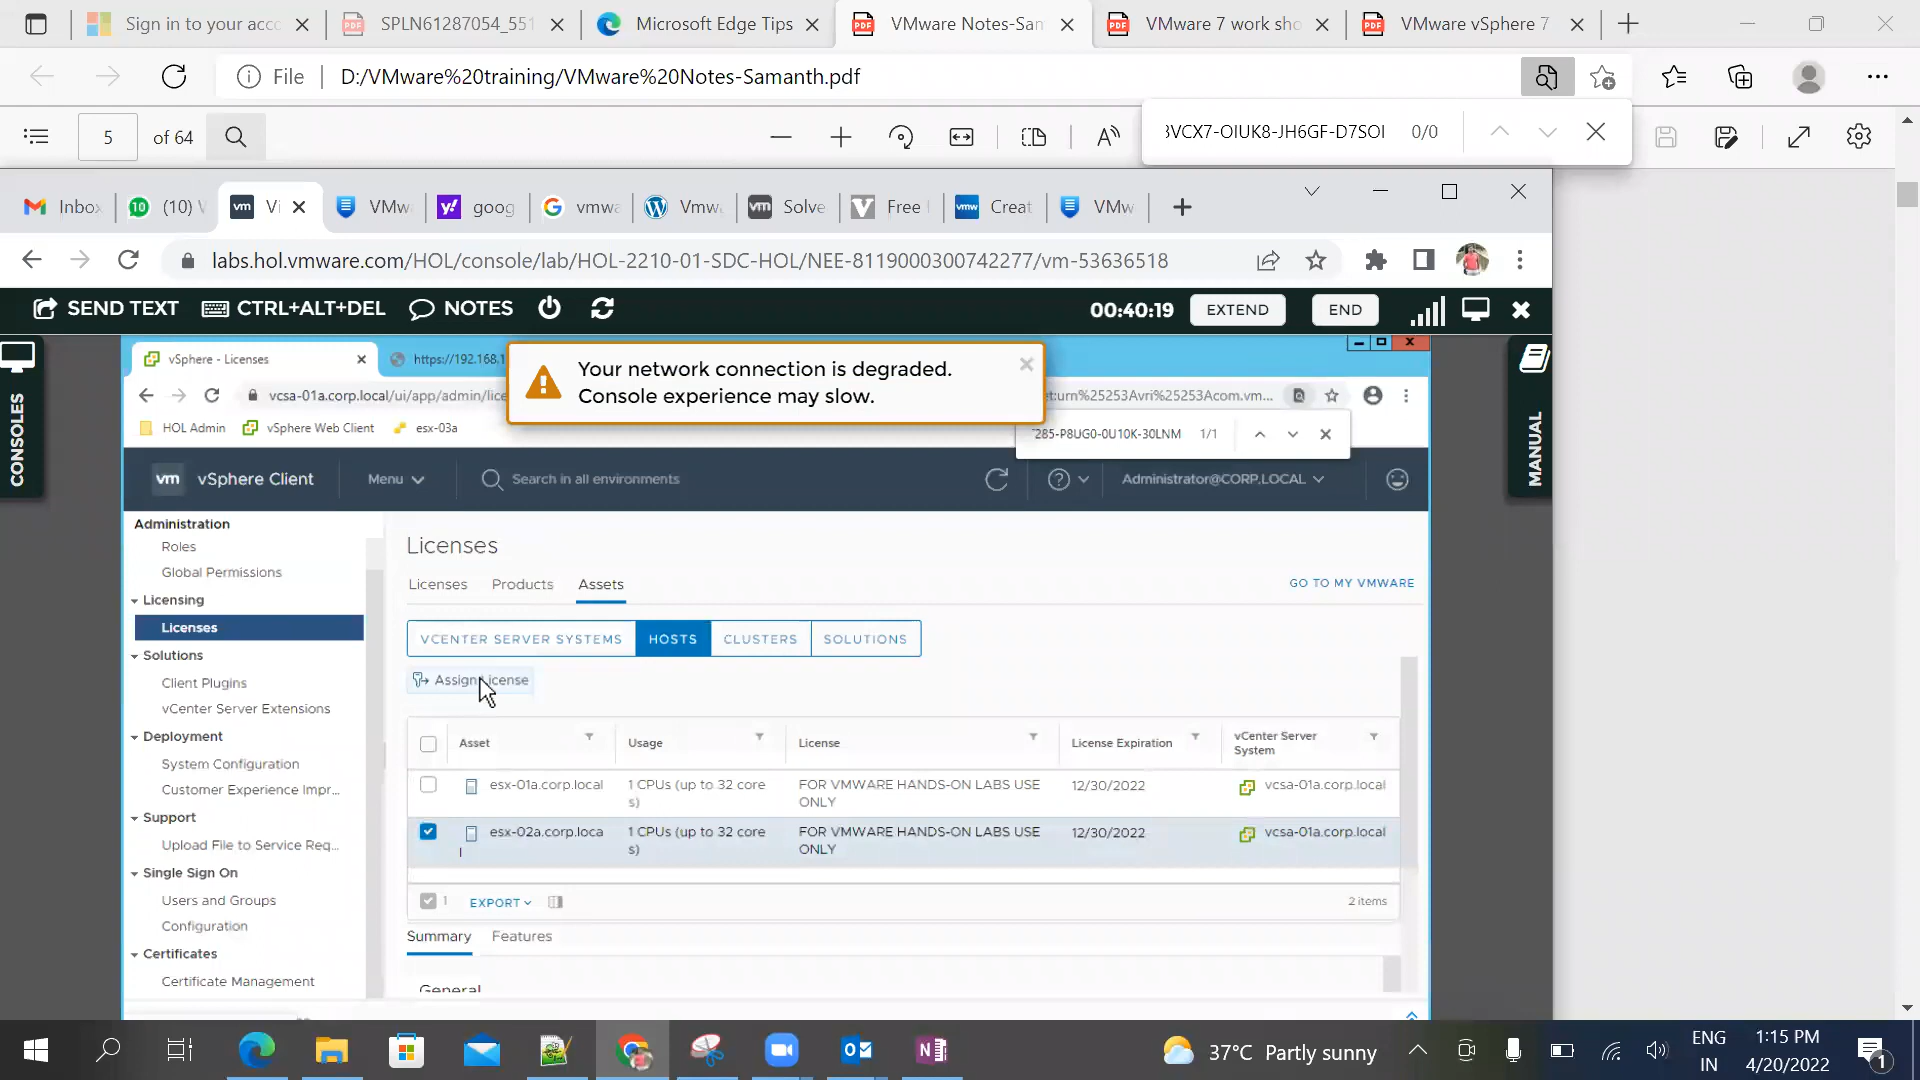 Sign in to your acc
SPLN61287054_551
Microsoft Edge Tips
VMware Notes-San
VMware 7 work sho
VMware vSphere 7
File
D:/VMware%20training/VMware%20Notes-Samanth.pdf
5 of 64
3VCX7-OIUK8-JH6GF-D7SOI 0/0
Inbo
(10)
Vi
VMw
goog
vmwa
Vmw
Solve
Free
Creat
VMw
labs.hol.vmware.com/HOL/console/lab/HOL-2210-01-SDC-HOL/NEE-8119000300742277/vm-53636518
SEND TEXT CTRL+ALT+DEL NOTES
00:40:19 EXTEND END
CONSOLES
MANUAL
vSphere - Licenses
https://192.168.1
Your network connection is degraded.
Console experience may slow.
vcsa-01a.corp.local/ui/app/admin/lice
et:urn%25253Avri%25253Acom.vm...
HOL Admin vSphere Web Client esx-03a
285-P8UG0-0U10K-30LNM 1/1
vm vSphere Client Menu Search in all environments Administrator@CORP.LOCAL
Administration
Roles
Global Permissions
Licensing
Licenses
Solutions
Client Plugins
vCenter Server Extensions
Deployment
System Configuration
Customer Experience Impr...
Support
Upload File to Service Req...
Single Sign On
Users and Groups
Configuration
Certificates
Certificate Management
Licenses
Licenses Products Assets
GO TO MY VMWARE
VCENTER SERVER SYSTEMS HOSTS CLUSTERS SOLUTIONS
Assign License
Asset Usage License License Expiration vCenter Server
System
esx-01a.corp.local 1 CPUs (up to 32 core FOR VMWARE HANDS-ON LABS USE 12/30/2022 vcsa-01a.corp.local
s) ONLY
esx-02a.corp.loca 1 CPUs (up to 32 core FOR VMWARE HANDS-ON LABS USE 12/30/2022 vcsa-01a.corp.local
l s) ONLY
1 EXPORT 2 items
Summary Features
General
37°C Partly sunny
ENG
IN
1:15 PM
4/20/2022
1